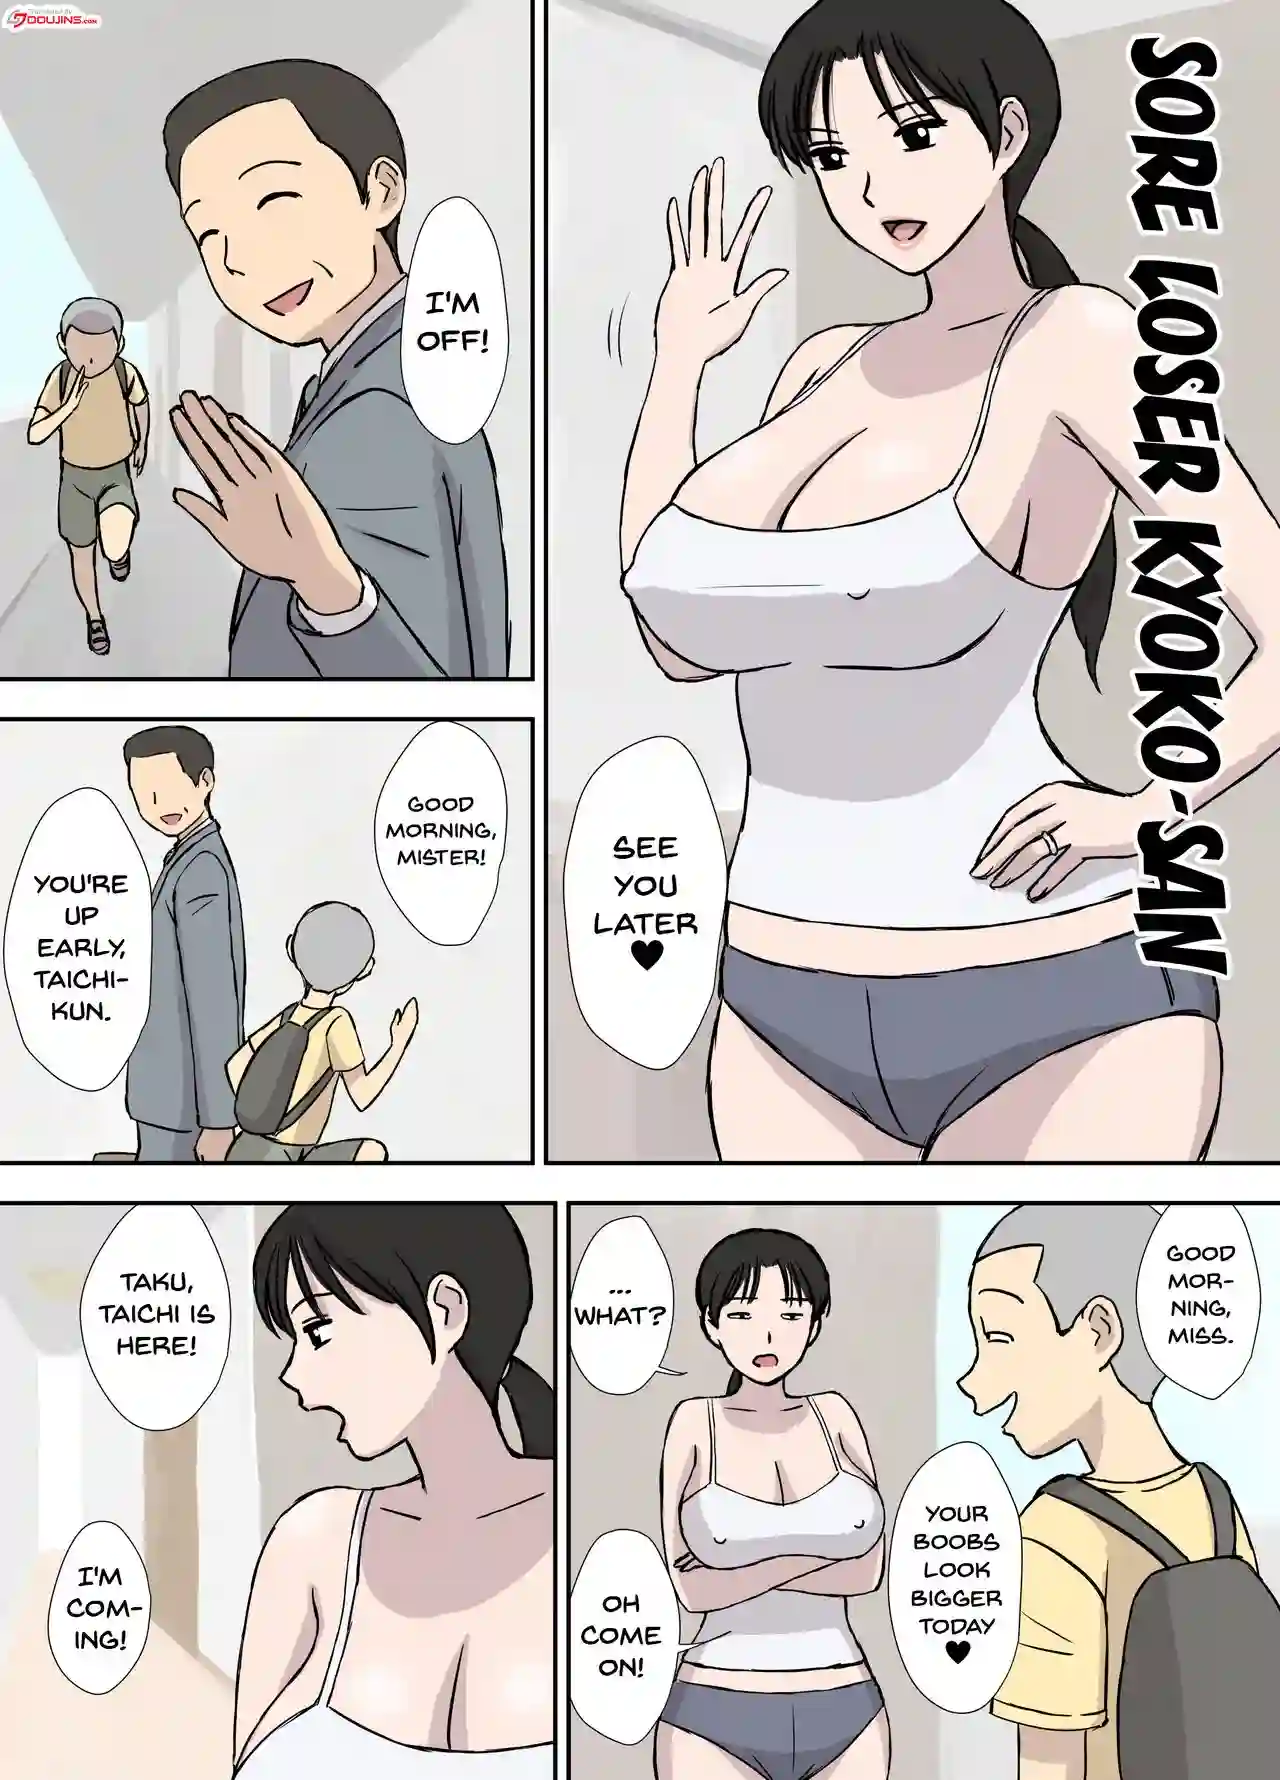 Translated By
DOUJINS.COM
SORE LOSER KYOKO-SAN
SEE
YOU
LATER
♥
I'M
OFF!
GOOD
MORNING,
MISTER!
YOU'RE
UP
EARLY,
TAICHI-
KUN.
GOOD
MOR-
NING,
MISS.
YOUR
BOOBS
LOOK
BIGGER
TODAY
♥
...
WHAT?
OH
COME
ON!
TAKU,
TAICHI IS
HERE!
I'M
COM-
ING!